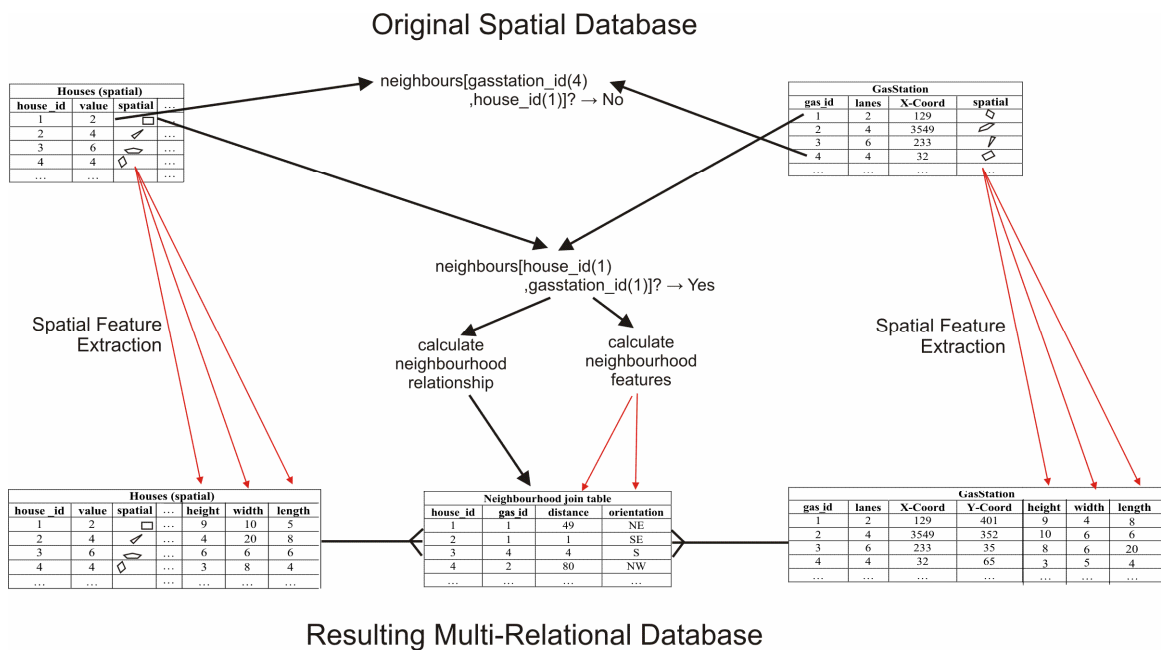 Original Spatial Database
neighbours[gasstation_id(4)
,house_id(1)]? → No
Houses (spatial)
house_id value spatial …
1 2 …
2 4 …
3 6 …
4 4 …
… … …
GasStation
gas_id lanes X-Coord spatial
1 2 129
2 4 3549
3 6 233
4 4 32
… … … …
neighbours[house_id(1)
,gasstation_id(1)]? → Yes
Spatial Feature
Extraction
calculate
neighbourhood
relationship
calculate
neighbourhood
features
Spatial Feature
Extraction
Houses (spatial)
house _id value spatial … height width length
1 2 … 9 10 5
2 4 … 4 20 8
3 6 … 6 6 6
4 4 … 3 8 4
… … … … …
Neighbourhood join table
house_id gas_id distance orientation
1 1 49 NE
2 1 1 SE
3 4 4 S
4 2 80 NW
… … … …
GasStation
gas_id lanes X-Coord Y-Coord height width length
1 2 129 401 9 4 8
2 4 3549 352 10 6 6
3 6 233 35 8 6 20
4 4 32 65 3 5 4
… … … … … … …
Resulting Multi-Relational Database